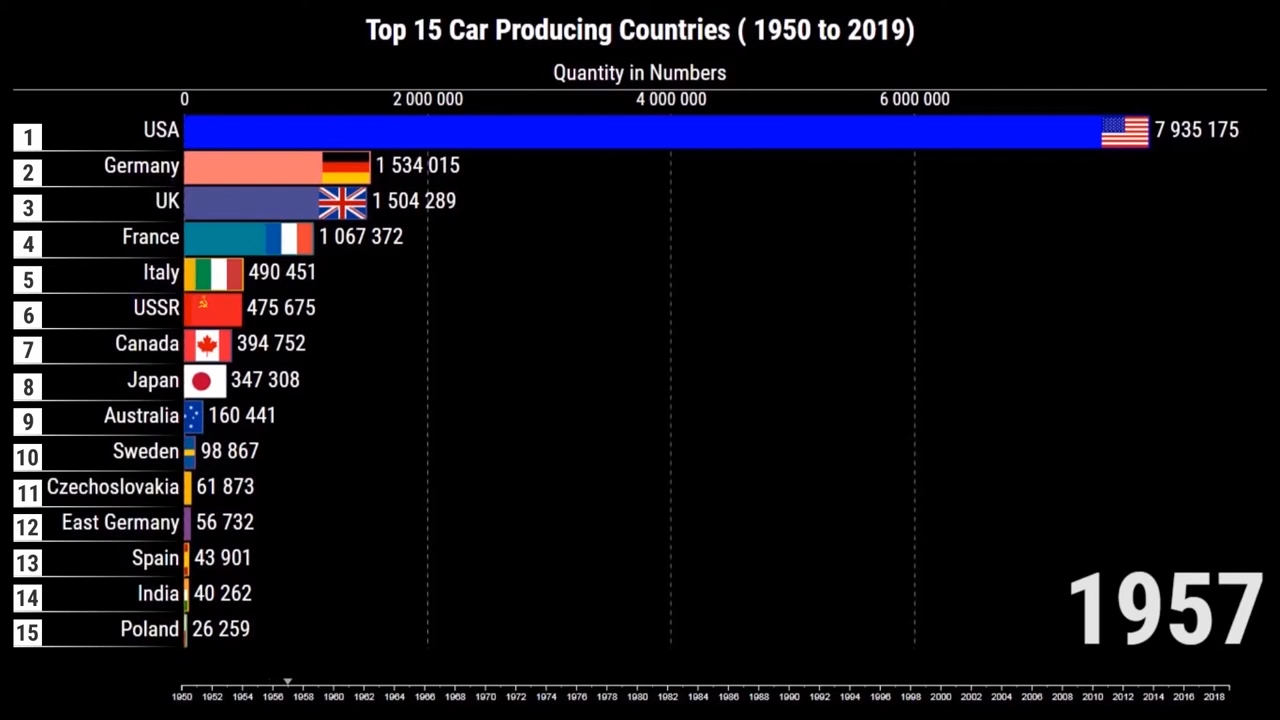 Top 15 Car Producing Countries ( 1950 to 2019)
Quantity in Numbers
0 2 000 000 4 000 000 6 000 000
1 USA 7 935 175
2 Germany 1 534 015
3 UK 1 504 289
4 France 1 067 372
5 Italy 490 451
6 USSR 475 675
7 Canada 394 752
8 Japan 347 308
9 Australia 160 441
10 Sweden 98 867
11 Czechoslovakia 61 873
12 East Germany 56 732
13 Spain 43 901
14 India 40 262
15 Poland 26 259
1957
1950 1952 1954 1956 1958 1960 1962 1964 1966 1968 1970 1972 1974 1976 1978 1980 1982 1984 1986 1988 1990 1992 1994 1996 1998 2000 2002 2004 2006 2008 2010 2012 2014 2016 2018